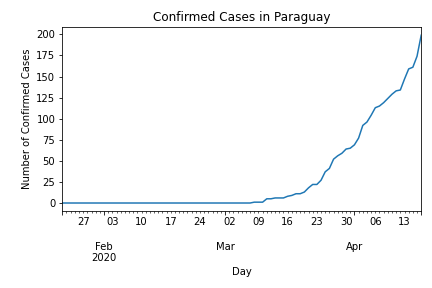 Confirmed Cases in Paraguay
Number of Confirmed Cases
200
175
150
125
100
75
50
25
0
27 03 10 17 24 02 09 16 23 30 06 13
Feb Mar Apr
2020
Day